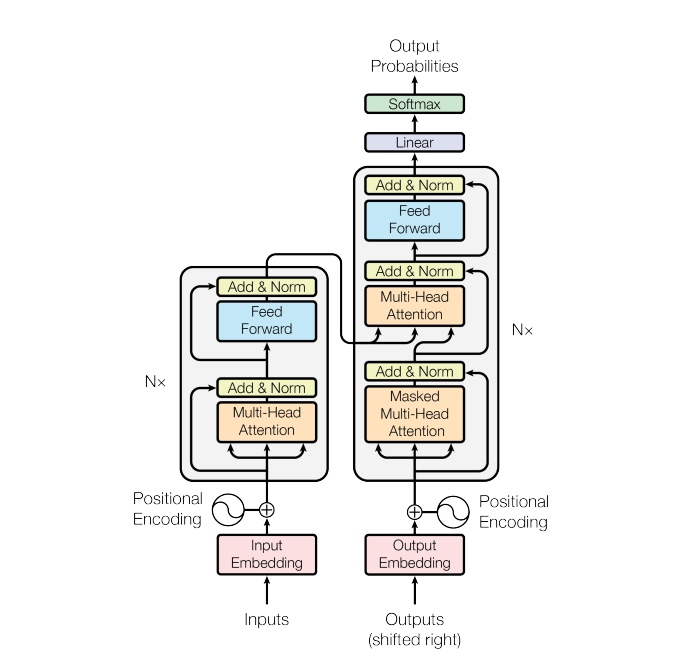 Output
Probabilities
Softmax
Linear
Add & Norm
Feed
Forward
Add & Norm
Multi-Head
Attention
Add & Norm
Masked
Multi-Head
Attention
N×
Add & Norm
Feed
Forward
Add & Norm
Multi-Head
Attention
N×
Positional
Encoding
Positional
Encoding
Input
Embedding
Output
Embedding
Inputs
Outputs
(shifted right)